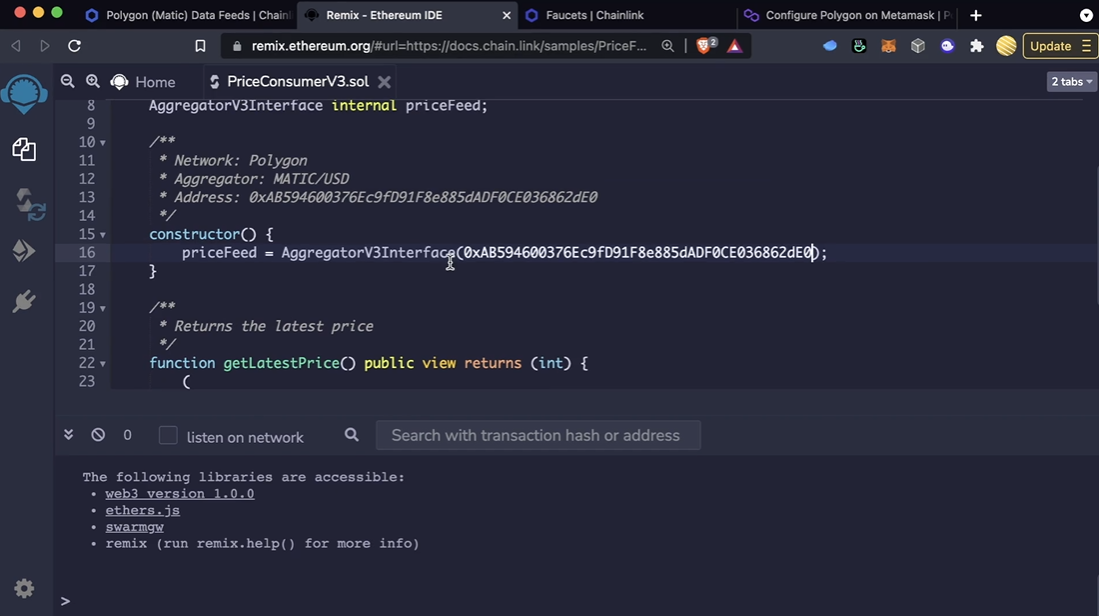 Polygon (Matic) Data Feeds | Chainl
Remix - Ethereum IDE
Faucets | Chainlink
Configure Polygon on Metamask | P
remix.ethereum.org/#url=https://docs.chain.link/samples/PriceF...
2
Update
Home
PriceConsumerV3.sol
2 tabs
8 AggregatorV3Interface internal priceFeed;
9
10 /**
11 * Network: Polygon
12 * Aggregator: MATIC/USD
13 * Address: 0xAB594600376Ec9fD91F8e885dADF0CE036862dE0
14 */
15 constructor() {
16 priceFeed = AggregatorV3Interface(0xAB594600376Ec9fD91F8e885dADF0CE036862dE0);
17 }
18
19 /**
20 * Returns the latest price
21 */
22 function getLatestPrice() public view returns (int) {
23 (
0
listen on network
Search with transaction hash or address
The following libraries are accessible:
• web3 version 1.0.0
• ethers.js
• swarmgw
• remix (run remix.help() for more info)
>